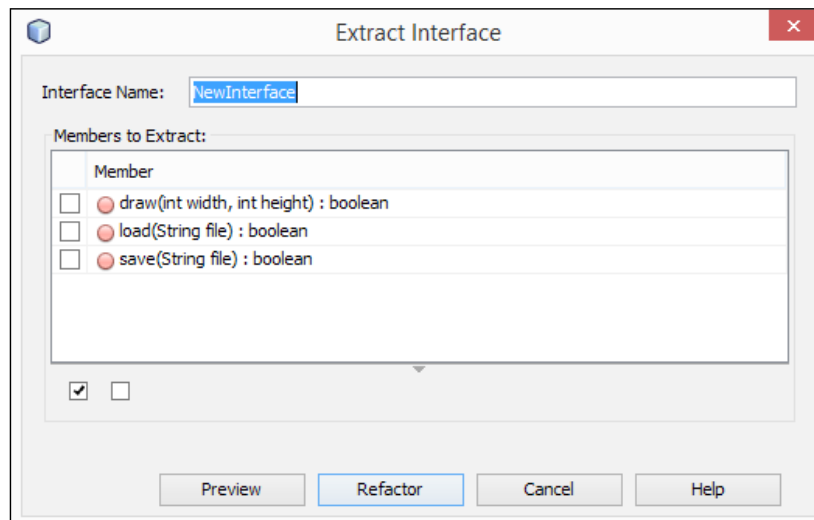 Extract Interface
Interface Name: NewInterface
Members to Extract:
Member
draw(int width, int height) : boolean
load(String file) : boolean
save(String file) : boolean
Preview Refactor Cancel Help